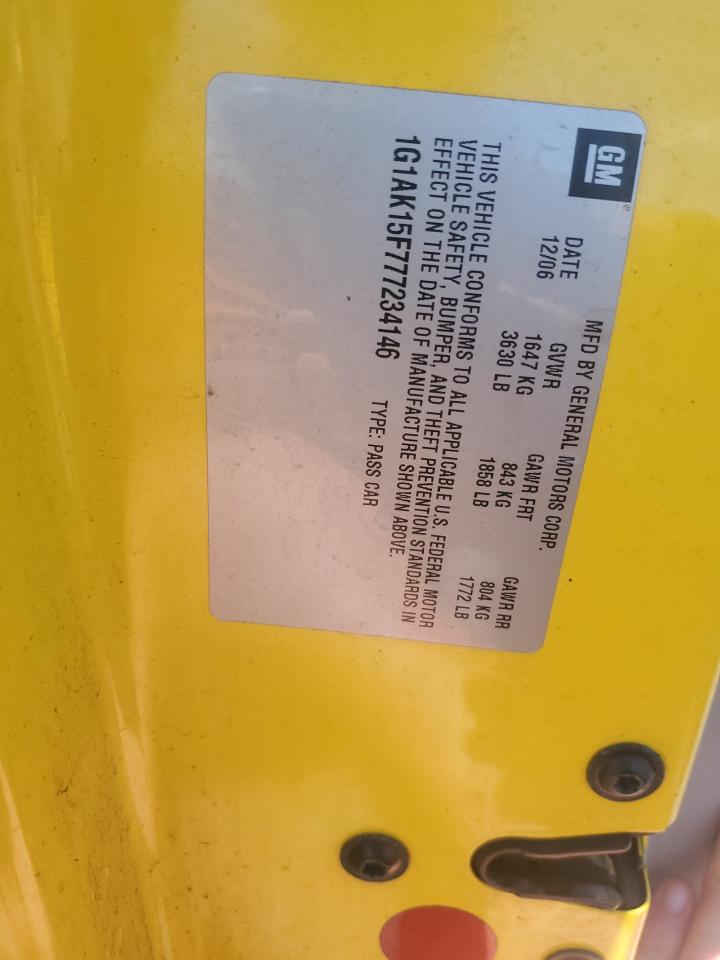 GM
MFD BY GENERAL MOTORS CORP.
DATE GVWR GAWR FRT GAWR RR
12/06 1647 KG 843 KG 804 KG
3630 LB 1858 LB 1772 LB
THIS VEHICLE CONFORMS TO ALL APPLICABLE U.S. FEDERAL MOTOR
VEHICLE SAFETY, BUMPER, AND THEFT PREVENTION STANDARDS IN
EFFECT ON THE DATE OF MANUFACTURE SHOWN ABOVE.
1G1AK15F777234146 TYPE: PASS CAR